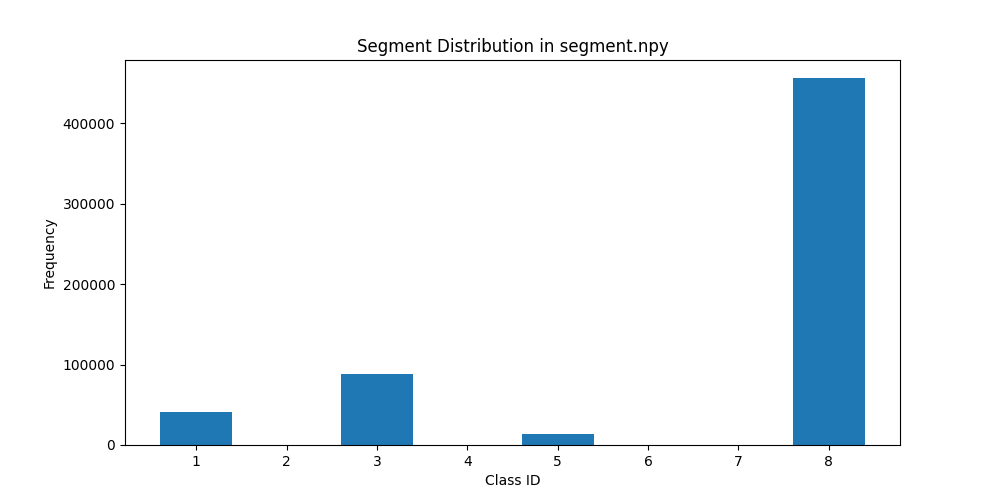 Segment Distribution in segment.npy
400000
300000
200000
100000
0
Frequency
1 2 3 4 5 6 7 8
Class ID